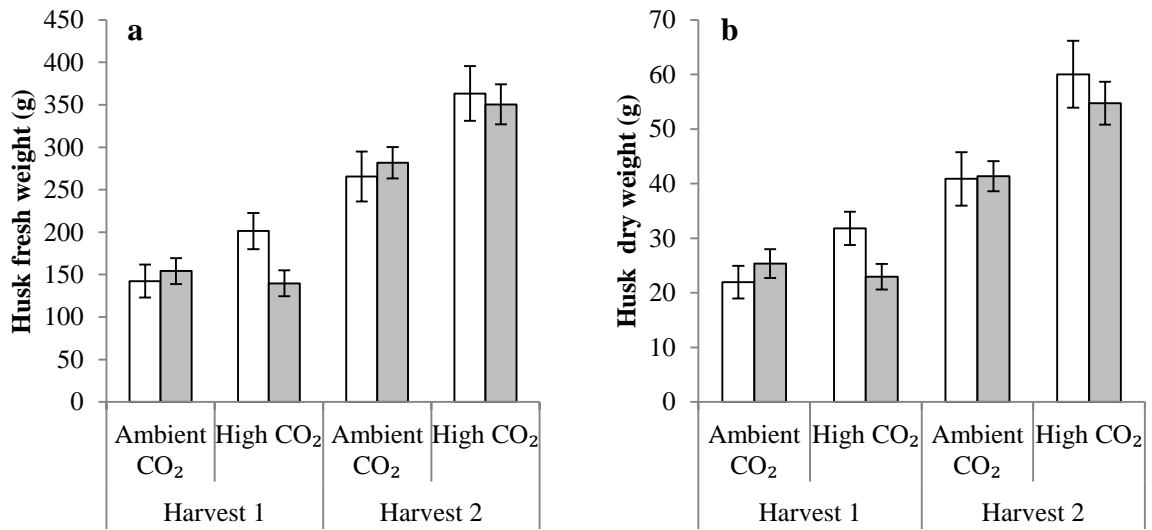 a
Husk fresh weight (g)
450
400
350
300
250
200
150
100
50
0
Ambient CO₂
High CO₂
Ambient CO₂
High CO₂
Harvest 1
Harvest 2
b
Husk dry weight (g)
70
60
50
40
30
20
10
0
Ambient CO₂
High CO₂
Ambient CO₂
High CO₂
Harvest 1
Harvest 2